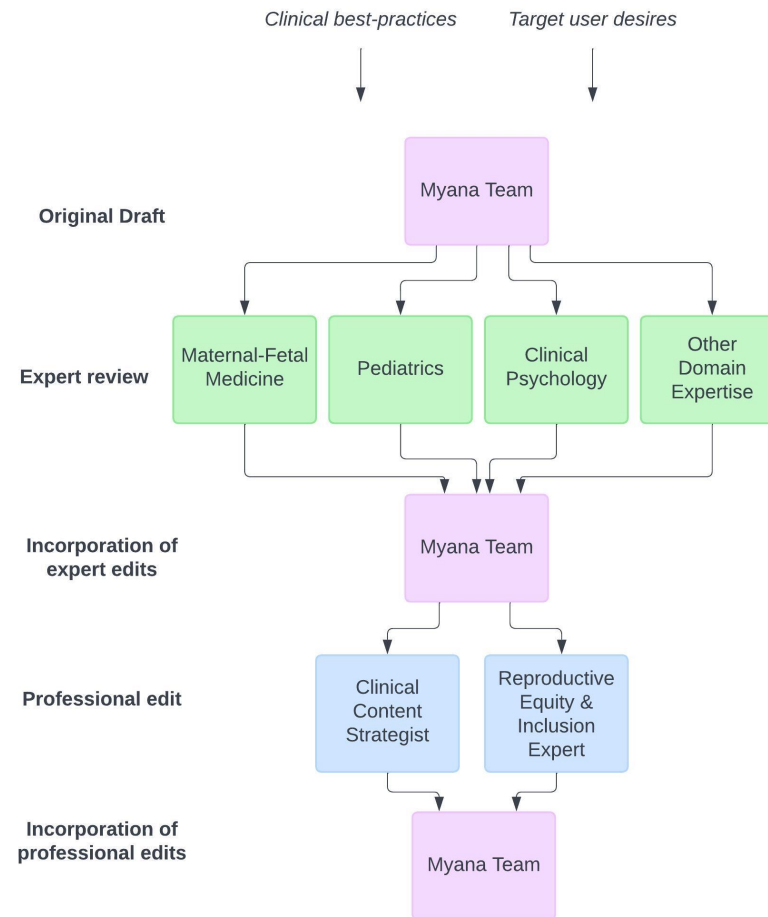 Clinical best-practices
Target user desires
Myana Team
Original Draft
Maternal-Fetal
Medicine
Pediatrics
Clinical
Psychology
Other
Domain
Expertise
Expert review
Myana Team
Incorporation of
expert edits
Clinical
Content
Strategist
Reproductive
Equity &
Inclusion
Expert
Professional edit
Incorporation of
professional edits
Myana Team